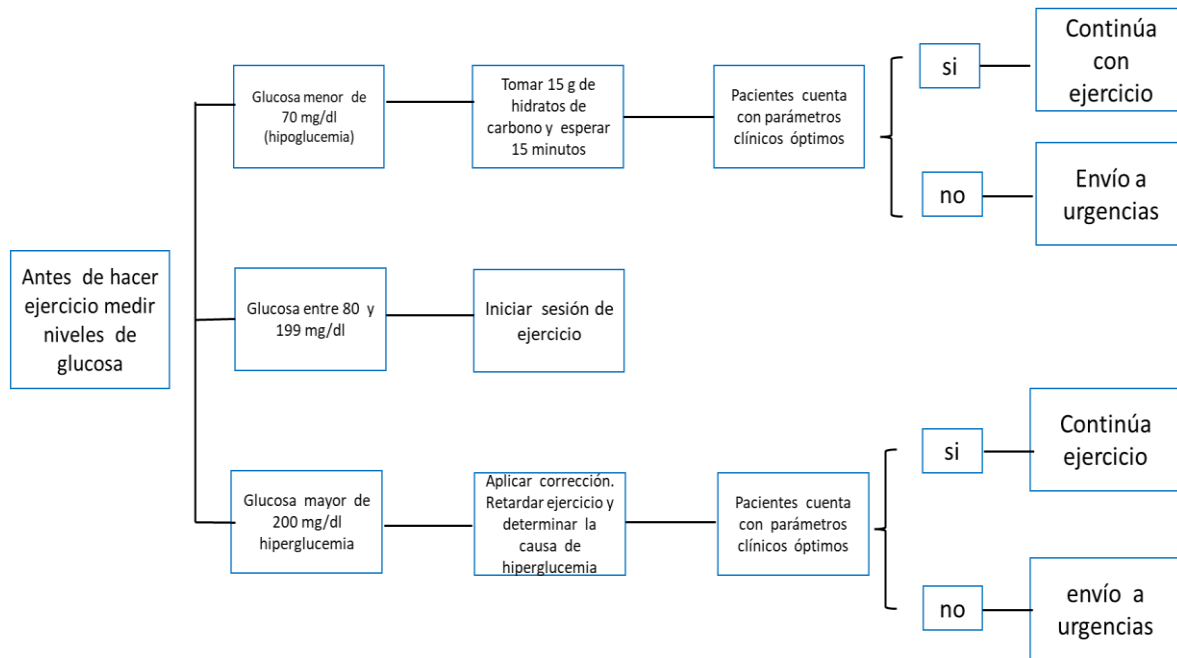 Antes de hacer
ejercicio medir
niveles de
glucosa
Glucosa menor de
70 mg/dl
(hipoglucemia)
Tomar 15 g de
hidratos de
carbono y esperar
15 minutos
Pacientes cuenta
con parámetros
clínicos óptimos
si
Continúa
con
ejercicio
no
Envío a
urgencias
Glucosa entre 80 y
199 mg/dl
Iniciar sesión de
ejercicio
Glucosa mayor de
200 mg/dl
hiperglucemia
Aplicar corrección.
Retardar ejercicio y
determinar la
causa de
hiperglucemia
Pacientes cuenta
con parámetros
clínicos óptimos
si
Continúa
ejercicio
no
envío a
urgencias